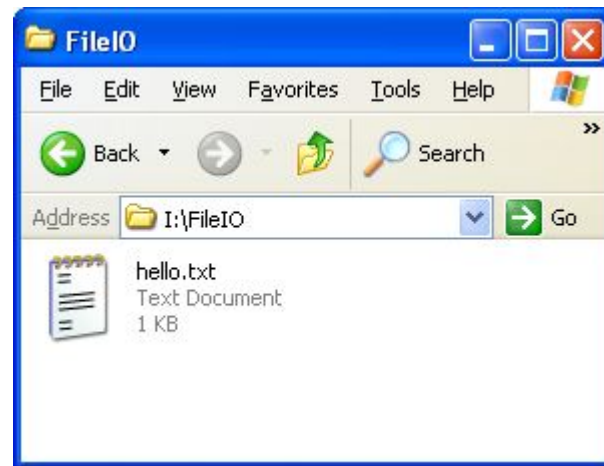 FileIO
File Edit View Favorites Tools Help
Back Search »
Address I:\FileIO Go
hello.txt
Text Document
1 KB